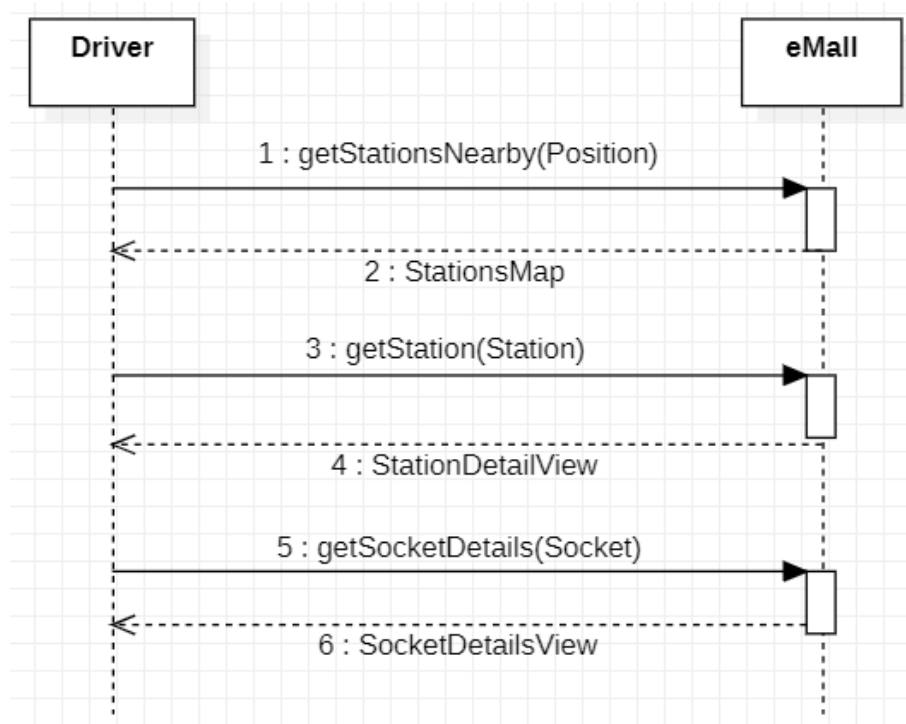 Driver
eMall
1 : getStationsNearby(Position)
2 : StationsMap
3 : getStation(Station)
4 : StationDetailView
5 : getSocketDetails(Socket)
6 : SocketDetailsView